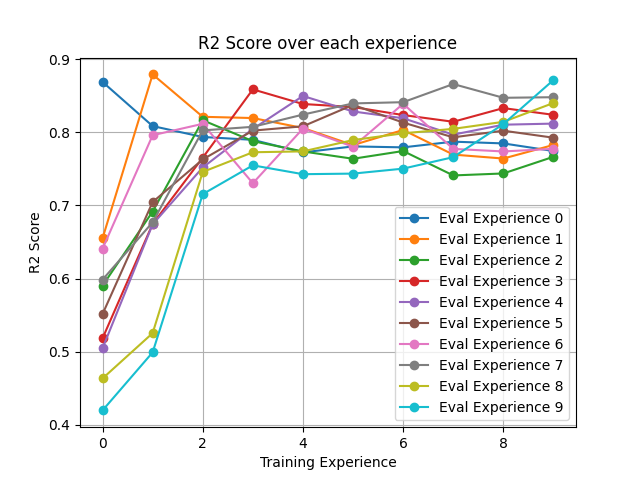 R2 Score over each experience
0.9
0.8
0.7
0.6
0.5
0.4
R2 Score
0 2 4 6 8
Training Experience
Eval Experience 0
Eval Experience 1
Eval Experience 2
Eval Experience 3
Eval Experience 4
Eval Experience 5
Eval Experience 6
Eval Experience 7
Eval Experience 8
Eval Experience 9